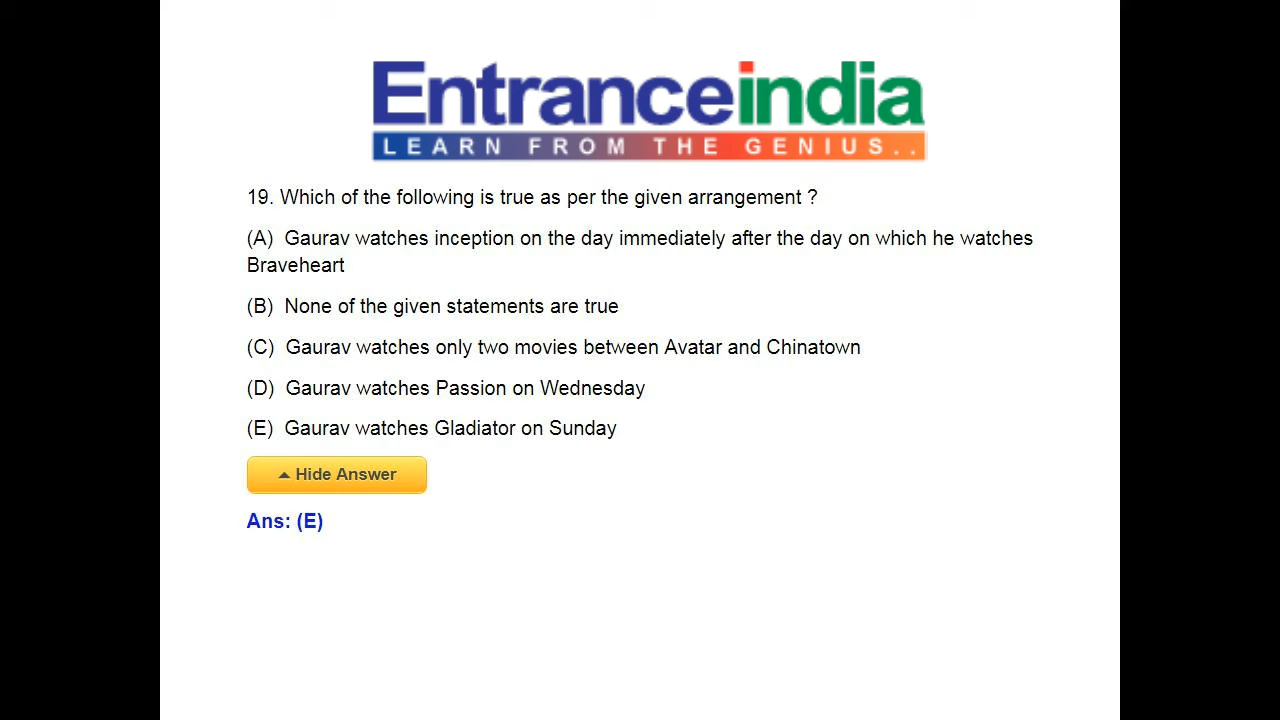 Entranceindia
LEARN FROM THE GENIUS..
19. Which of the following is true as per the given arrangement ?
(A) Gaurav watches inception on the day immediately after the day on which he watches
Braveheart
(B) None of the given statements are true
(C) Gaurav watches only two movies between Avatar and Chinatown
(D) Gaurav watches Passion on Wednesday
(E) Gaurav watches Gladiator on Sunday
Hide Answer
Ans: (E)